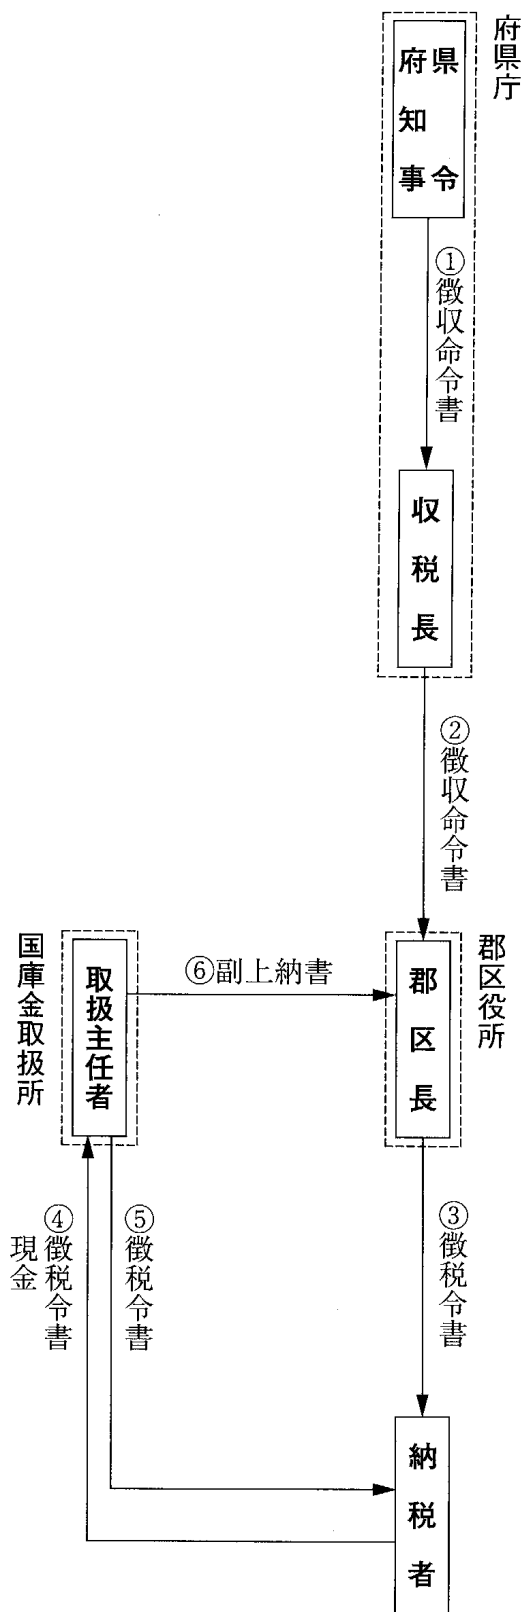 府県庁
府知事
県令
①徴収命令書
収税長
②徴収命令書
郡区役所
郡区長
⑥副上納書
取扱主任者
国庫金取扱所
③徴税令書
⑤徴税令書
④徴税令書
現金
納税者